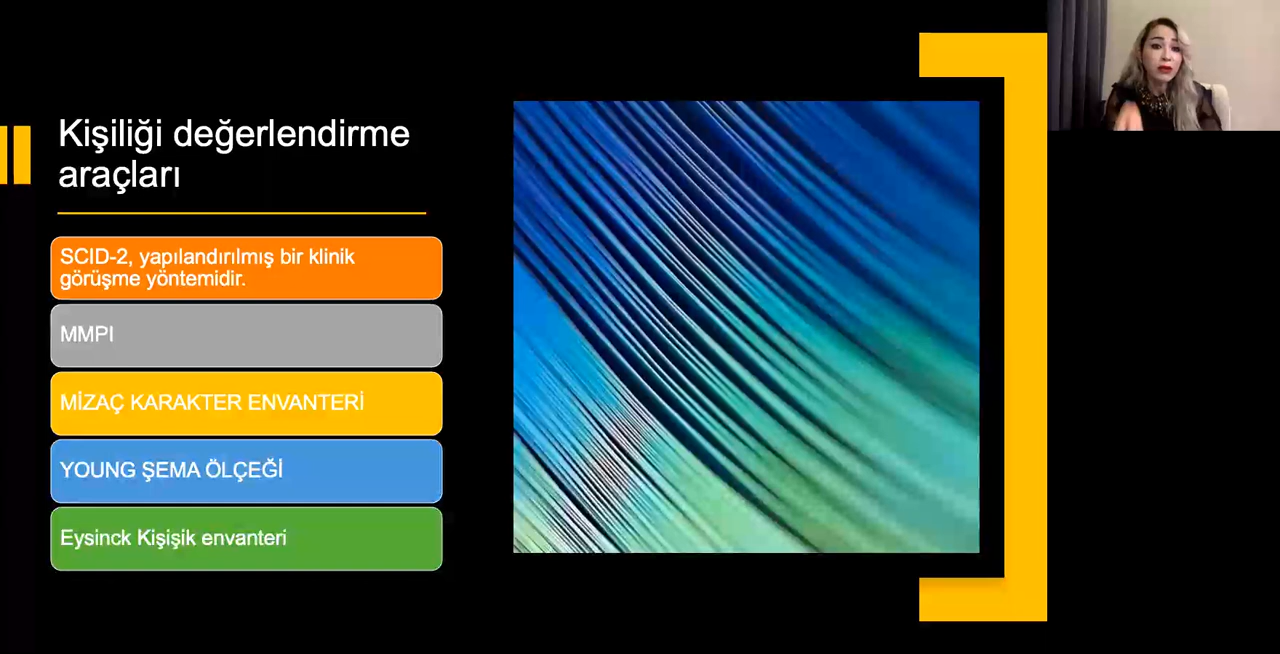 Kişiliği değerlendirme
araçları
SCID-2, yapılandırılmış bir klinik
görüşme yöntemidir.
MMPI
MİZAÇ KARAKTER ENVANTERİ
YOUNG ŞEMA ÖLÇEĞİ
Eysinck Kişişik envanteri